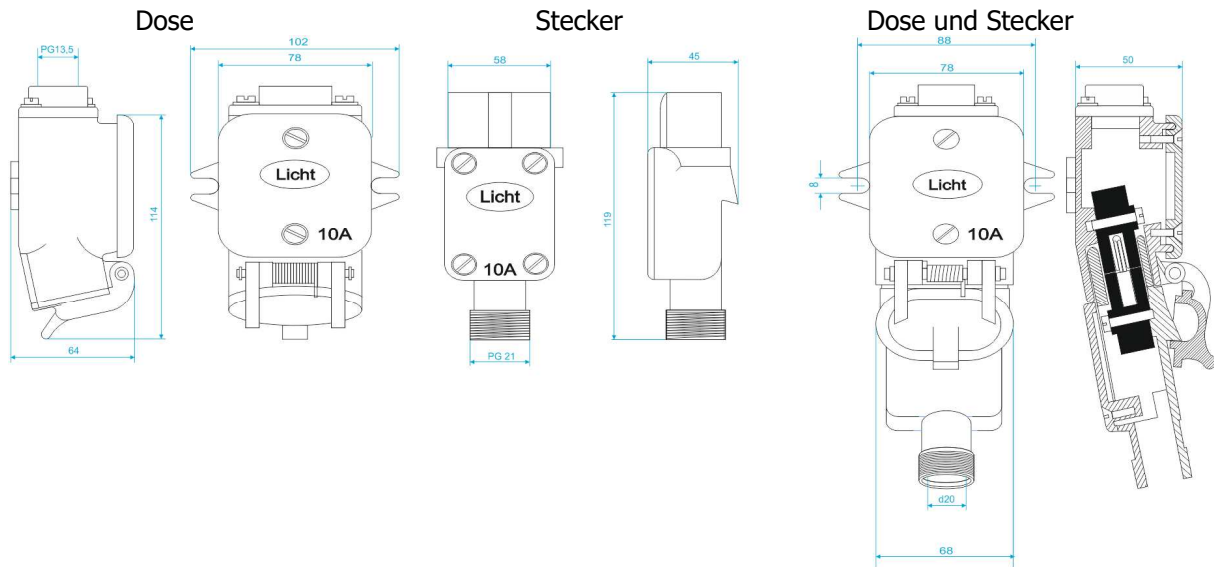 Dose
Stecker
Dose und Stecker
PG13,5
102
78
58
45
88
78
50
Licht
10A
114
64
Licht
10A
PG 21
119
8
Licht
10A
d20
68